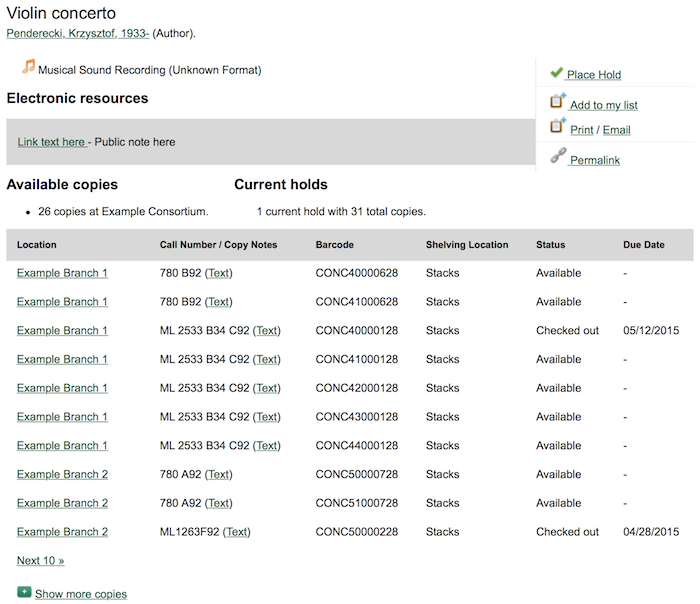 Violin concerto
Penderecki, Krzysztof, 1933- (Author).
Musical Sound Recording (Unknown Format)
Place Hold
Add to my list
Print / Email
Permalink
Electronic resources
Link text here - Public note here
Available copies
26 copies at Example Consortium.
Current holds
1 current hold with 31 total copies.
Location Call Number / Copy Notes Barcode Shelving Location Status Due Date
Example Branch 1 780 B92 (Text) CONC40000628 Stacks Available -
Example Branch 1 780 B92 (Text) CONC41000628 Stacks Available -
Example Branch 1 ML 2533 B34 C92 (Text) CONC40000128 Stacks Checked out 05/12/2015
Example Branch 1 ML 2533 B34 C92 (Text) CONC41000128 Stacks Available -
Example Branch 1 ML 2533 B34 C92 (Text) CONC42000128 Stacks Available -
Example Branch 1 ML 2533 B34 C92 (Text) CONC43000128 Stacks Available -
Example Branch 1 ML 2533 B34 C92 (Text) CONC44000128 Stacks Available -
Example Branch 2 780 A92 (Text) CONC50000728 Stacks Available -
Example Branch 2 780 A92 (Text) CONC51000728 Stacks Available -
Example Branch 2 ML1263F92 (Text) CONC50000228 Stacks Checked out 04/28/2015
Next 10 »
Show more copies